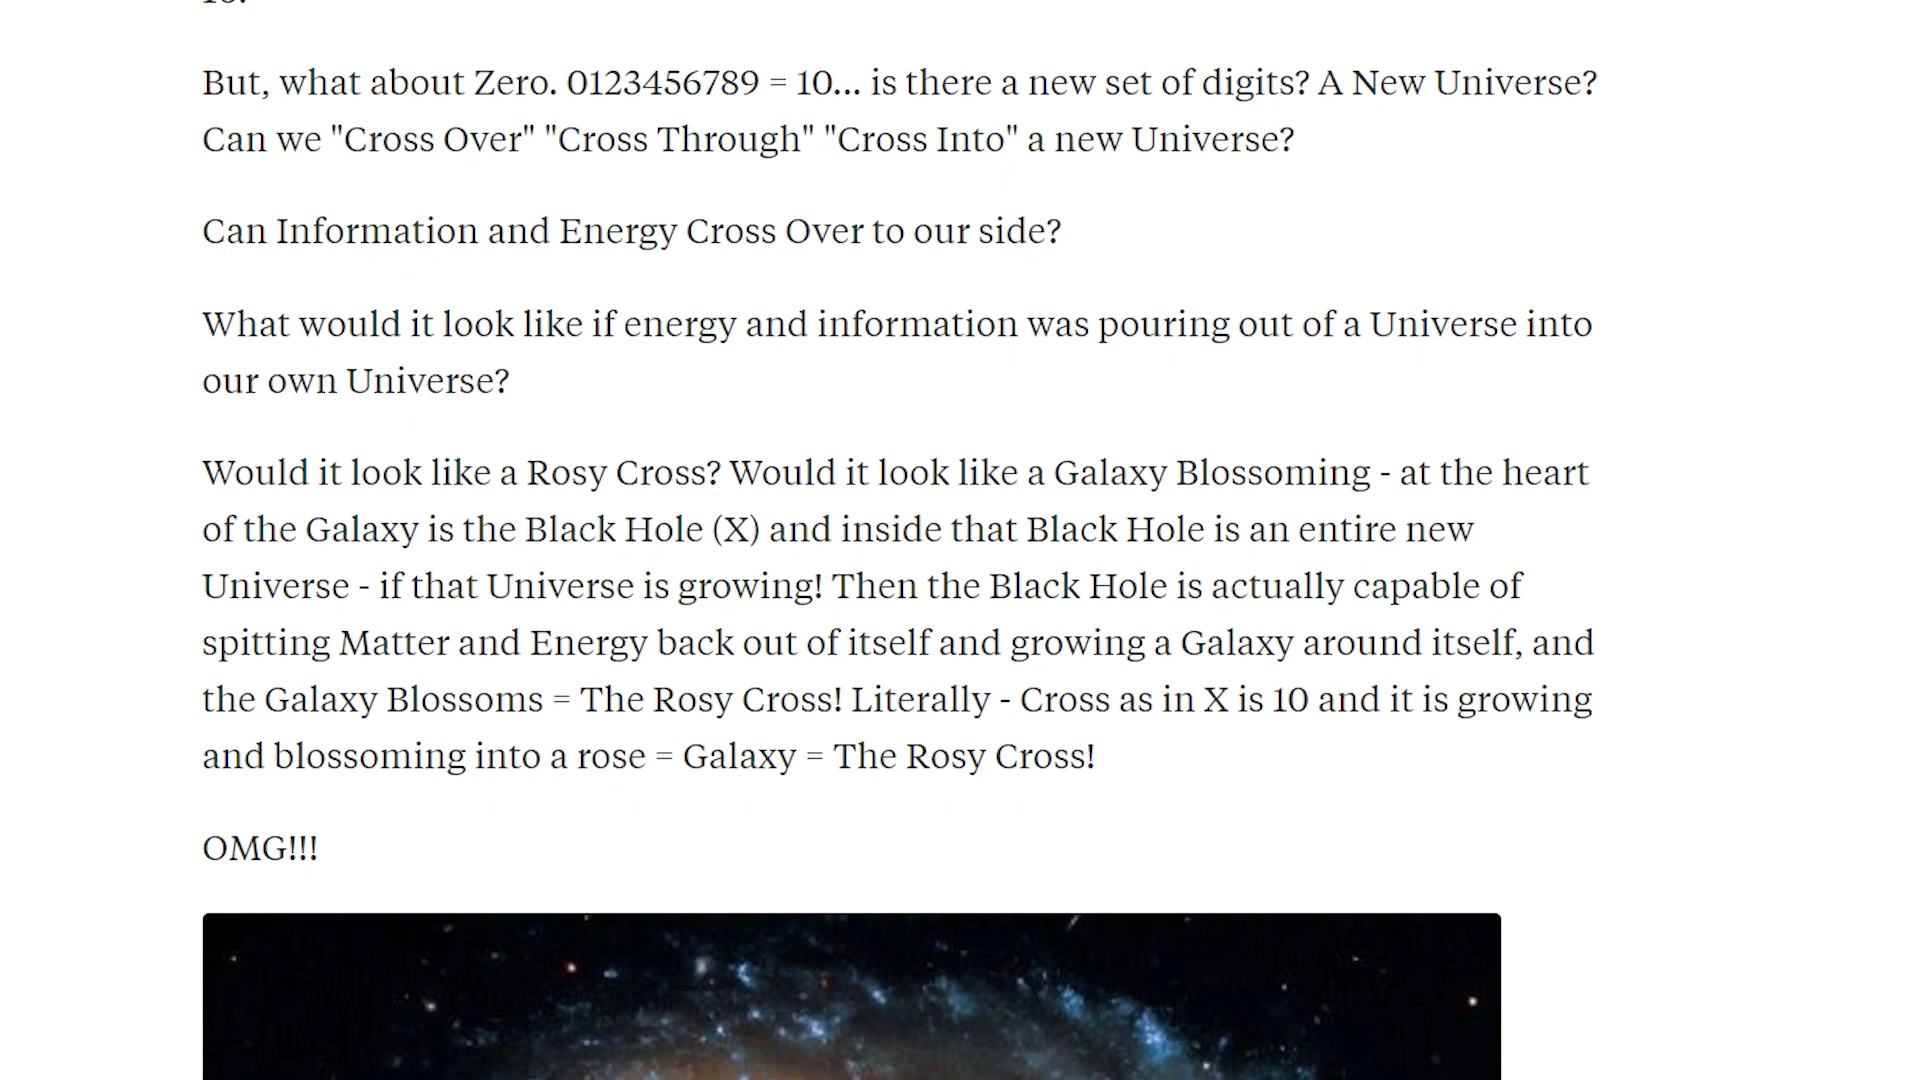 But, what about Zero. 0123456789 = 10... is there a new set of digits? A New Universe?
Can we "Cross Over" "Cross Through" "Cross Into" a new Universe?
Can Information and Energy Cross Over to our side?
What would it look like if energy and information was pouring out of a Universe into
our own Universe?
Would it look like a Rosy Cross? Would it look like a Galaxy Blossoming - at the heart
of the Galaxy is the Black Hole (X) and inside that Black Hole is an entire new
Universe - if that Universe is growing! Then the Black Hole is actually capable of
spitting Matter and Energy back out of itself and growing a Galaxy around itself, and
the Galaxy Blossoms = The Rosy Cross! Literally - Cross as in X is 10 and it is growing
and blossoming into a rose = Galaxy = The Rosy Cross!
OMG!!!